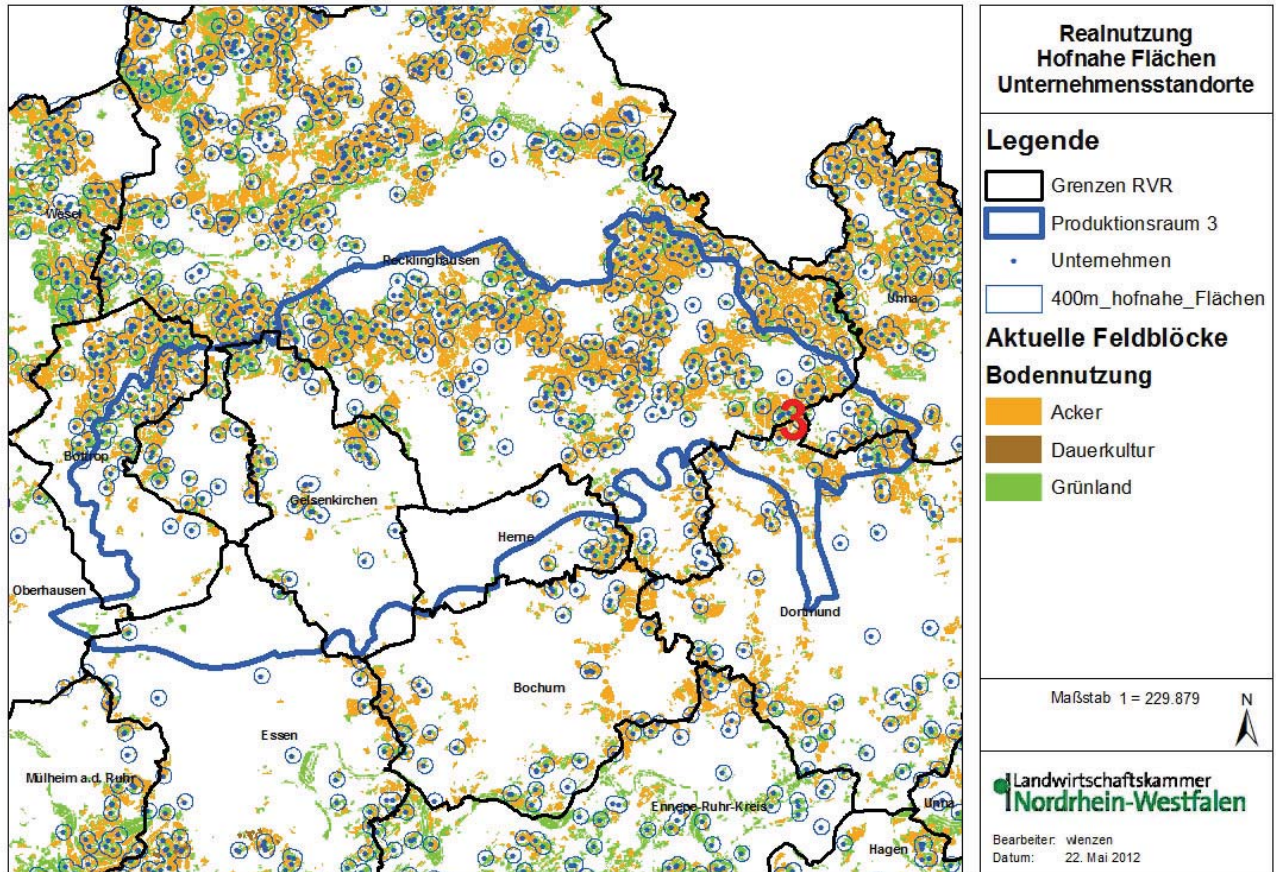 Realnutzung
Hofnahe Flächen
Unternehmensstandorte
Legende
Grenzen RVR
Produktionsraum 3
Unternehmen
400m_hofnahe_Flächen
Aktuelle Feldblöcke
Bodennutzung
Acker
Dauerkultur
Grünland
Maßstab 1 = 229.879
N
Landwirtschaftskammer
Nordrhein-Westfalen
Bearbeiter: wienzen
Datum: 22. Mai 2012
Wesel
Recklinghausen
Unna
3
Bottrop
Gelsenkirchen
Herne
Oberhausen
Dortmund
Bochum
Essen
Mülheim a.d. Ruhr
Ennepe-Ruhr-Kreis
Unna
Hagen